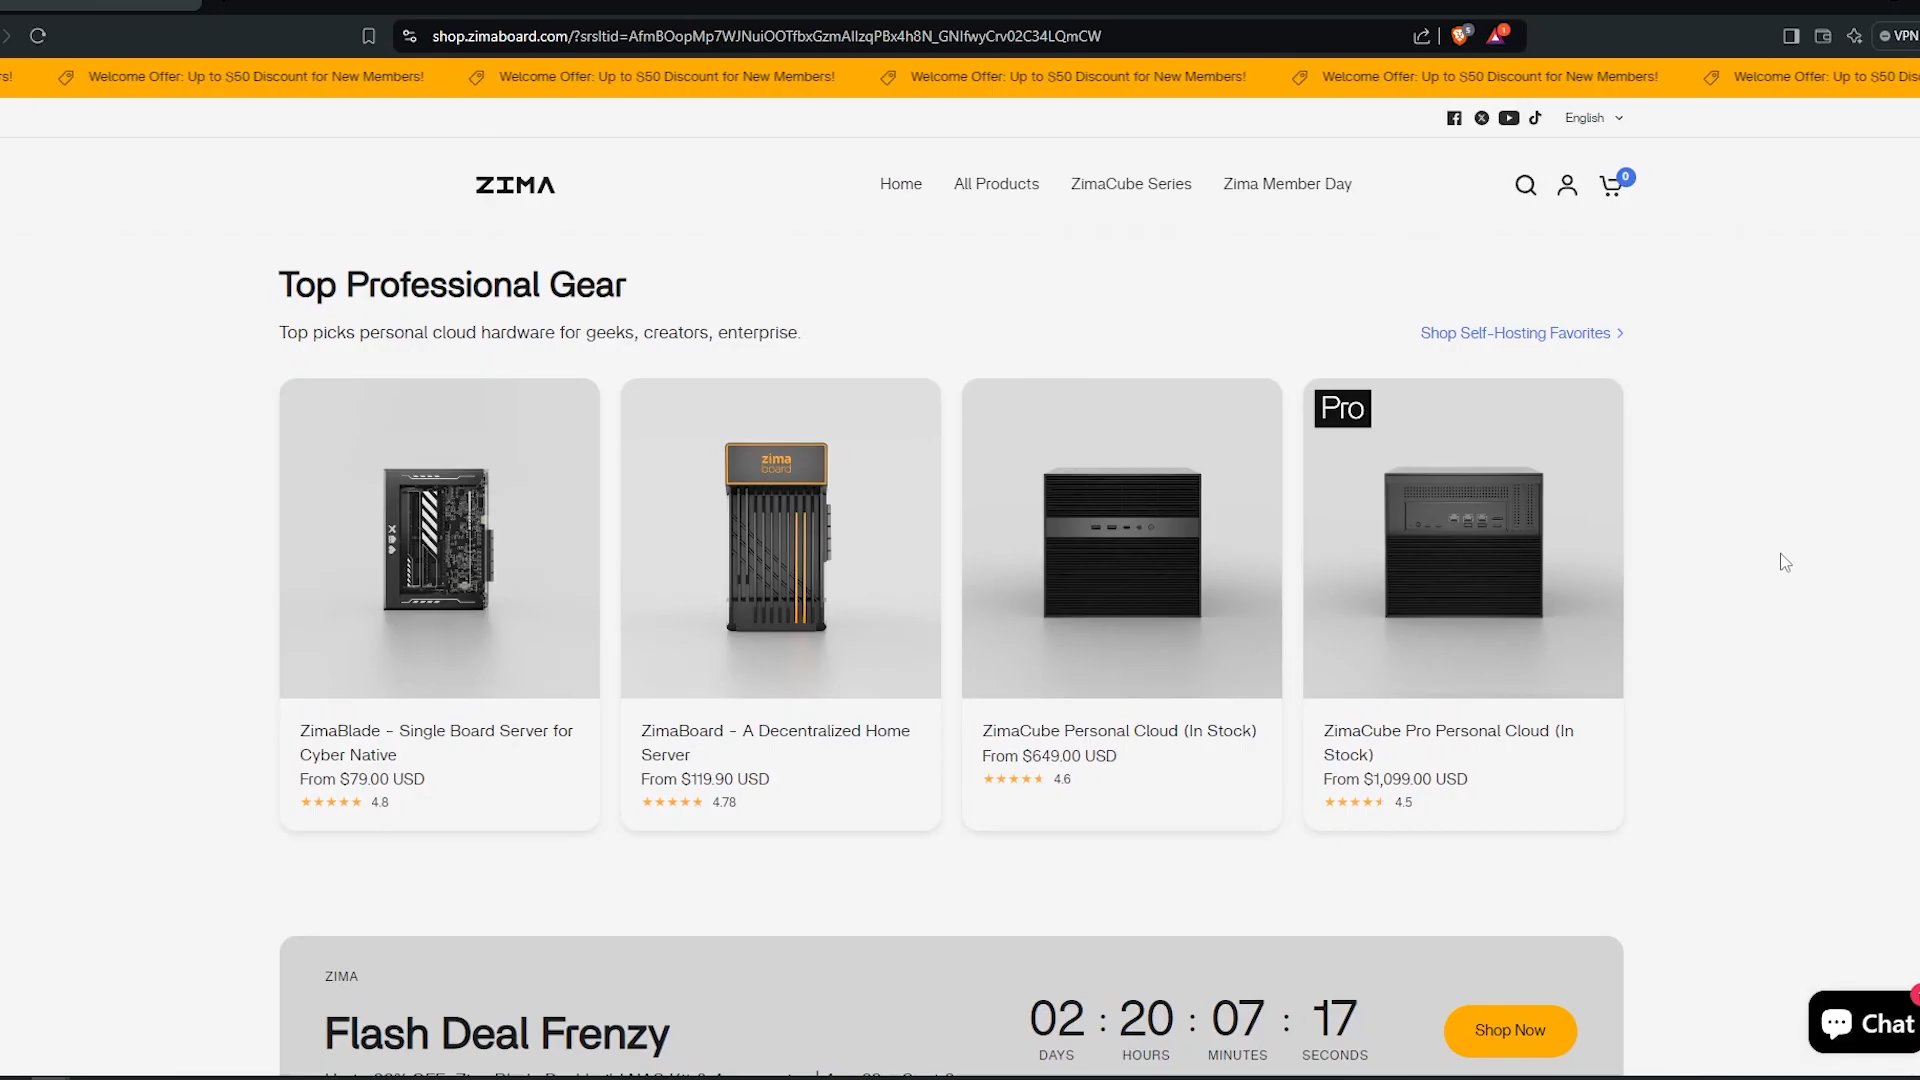 shop.zimaboard.com/?srsltid=AfmBOopMp7WJNuiOOTfbxGzmAIIzqPBx4h8N_GNIfwyCrv02C34LQmCW
VPN
Welcome Offer: Up to $50 Discount for New Members!
Welcome Offer: Up to $50 Discount for New Members!
Welcome Offer: Up to $50 Discount for New Members!
Welcome Offer: Up to $50 Discount for New Members!
Welcome Offer: Up to $50
English
ZIMA
Home
All Products
ZimaCube Series
Zima Member Day
0
Top Professional Gear
Top picks personal cloud hardware for geeks, creators, enterprise.
Shop Self-Hosting Favorites
zima
board
Pro
ZimaBlade - Single Board Server for
Cyber Native
From $79.00 USD
4.8
ZimaBoard - A Decentralized Home
Server
From $119.90 USD
4.78
ZimaCube Personal Cloud (In Stock)
From $649.00 USD
4.6
ZimaCube Pro Personal Cloud (In
Stock)
From $1,099.00 USD
4.5
ZIMA
Flash Deal Frenzy
02 : 20 : 07 : 17
DAYS HOURS MINUTES SECONDS
Shop Now
Chat